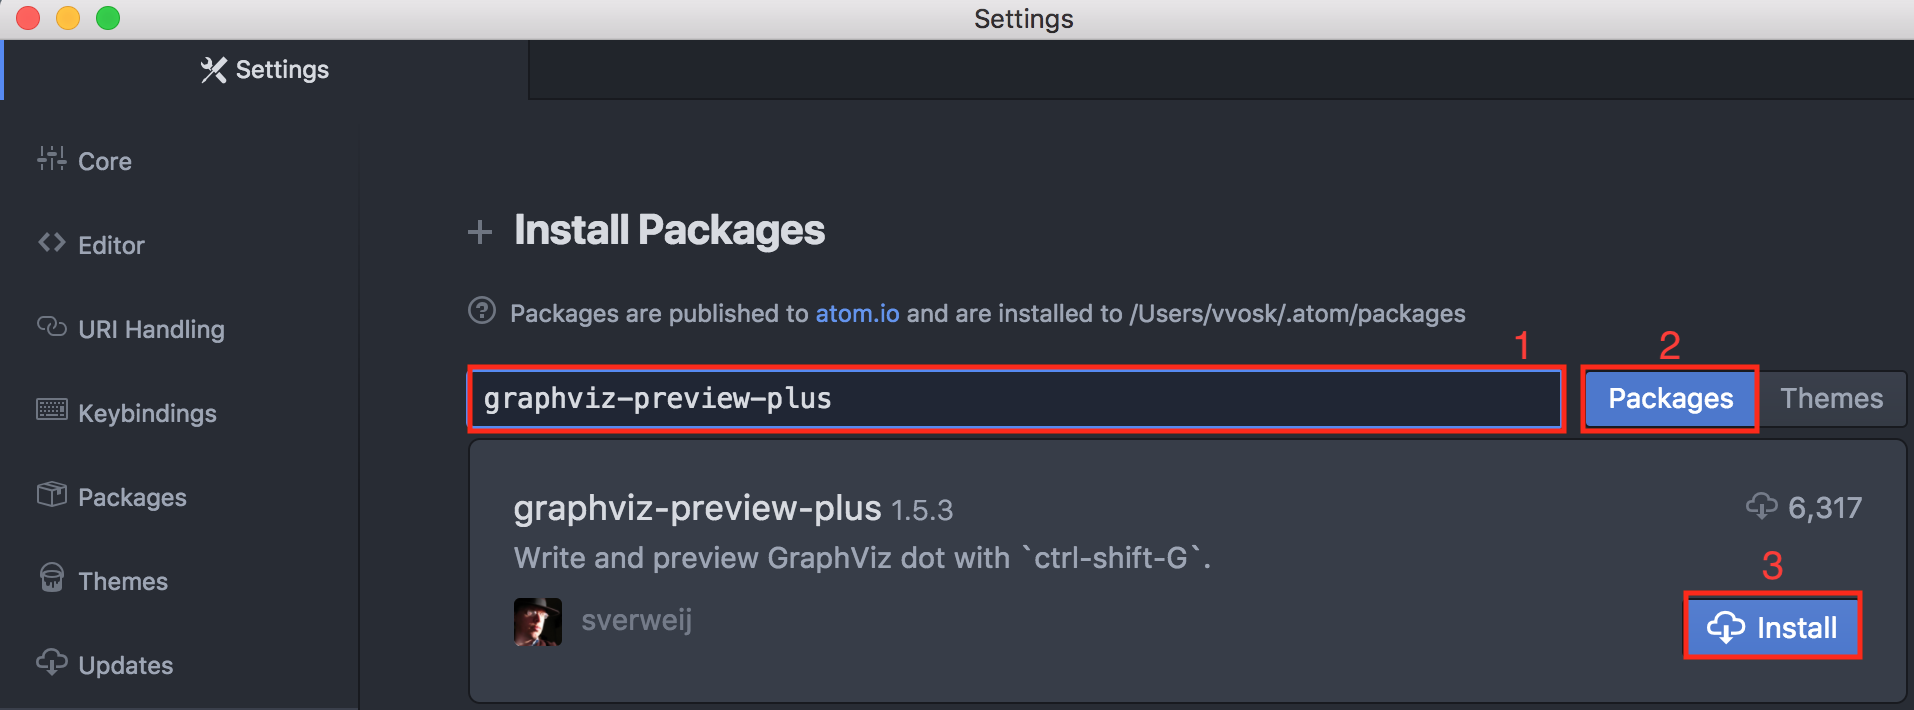 Settings
Settings
Core
Editor
URI Handling
Keybindings
Packages
Themes
Updates
Install Packages
Packages are published to atom.io and are installed to /Users/vvosk/.atom/packages
1
2
graphviz-preview-plus
Packages
Themes
graphviz-preview-plus 1.5.3
6,317
Write and preview GraphViz dot with `ctrl-shift-G`.
3
sverweij
Install